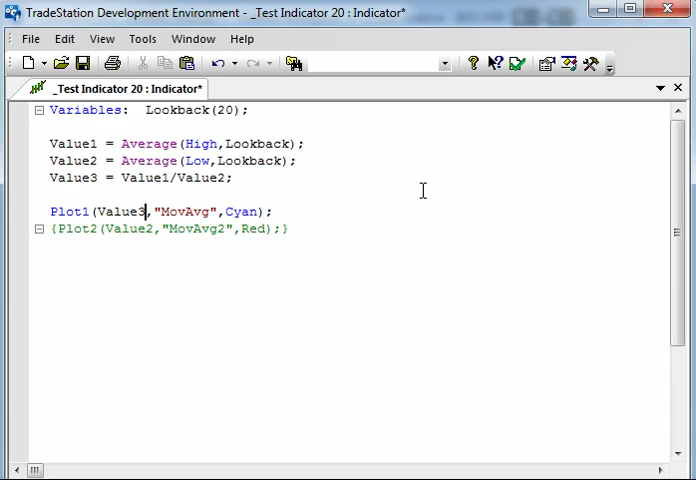 TradeStation Development Environment - _Test Indicator 20 : Indicator*
File Edit View Tools Window Help
_Test Indicator 20 : Indicator*
Variables:  Lookback(20);
Value1 = Average(High,Lookback);
Value2 = Average(Low,Lookback);
Value3 = Value1/Value2;
Plot1(Value3,"MovAvg",Cyan);
{Plot2(Value2,"MovAvg2",Red);}